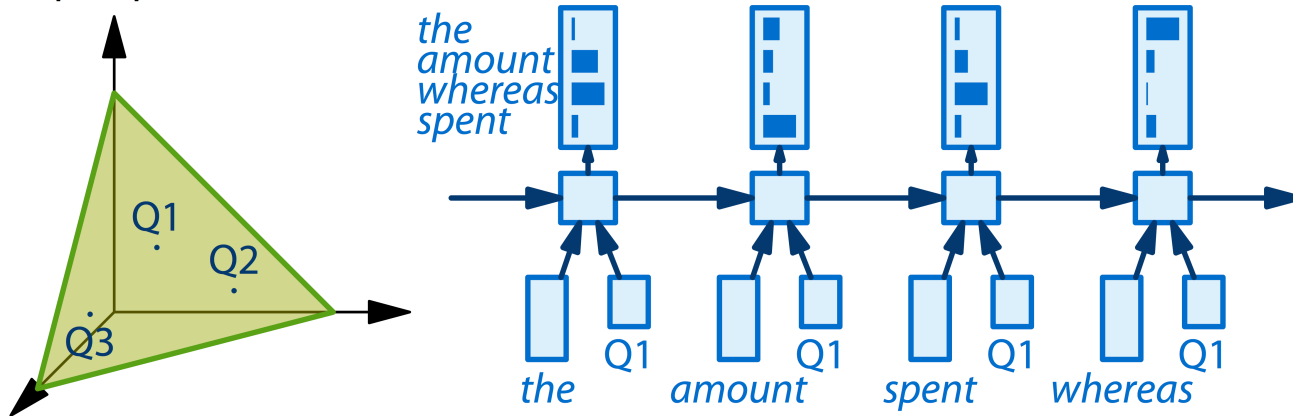 Q1
Q2
Q3
the
amount
whereas
spent
Q1 Q1 Q1 Q1
the amount spent whereas